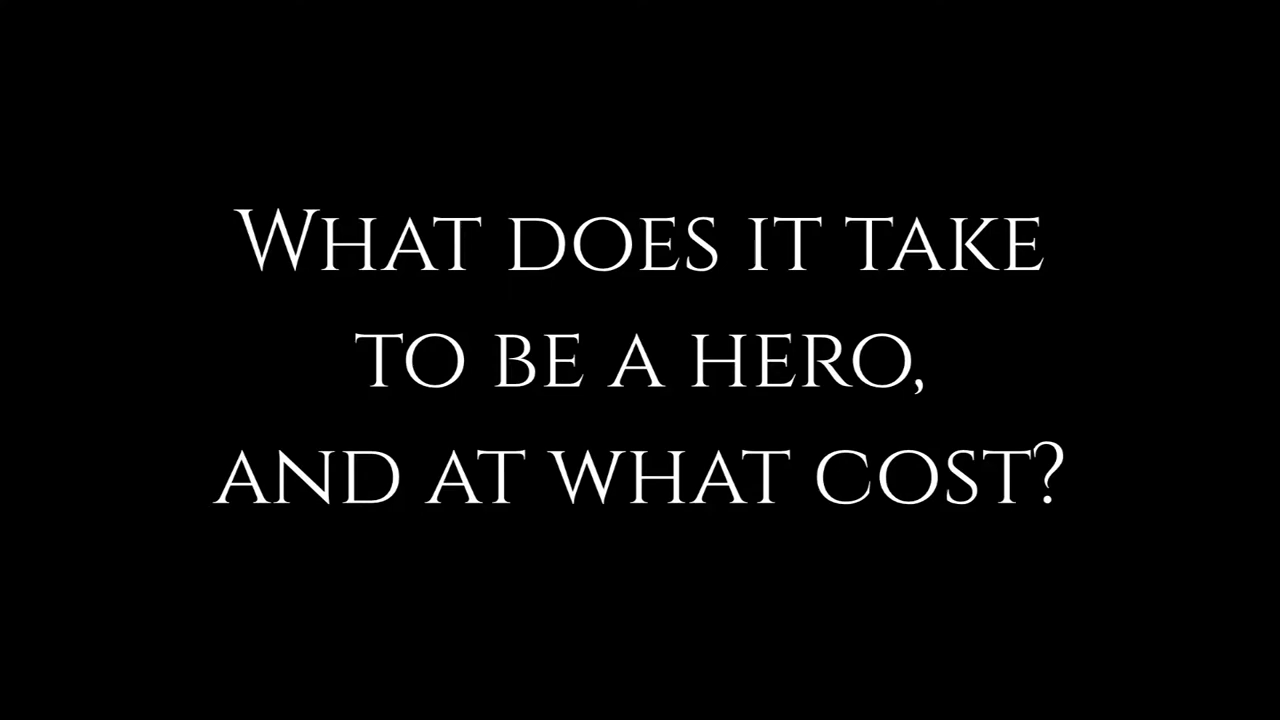 What does it take
to be a hero,
and at what cost?